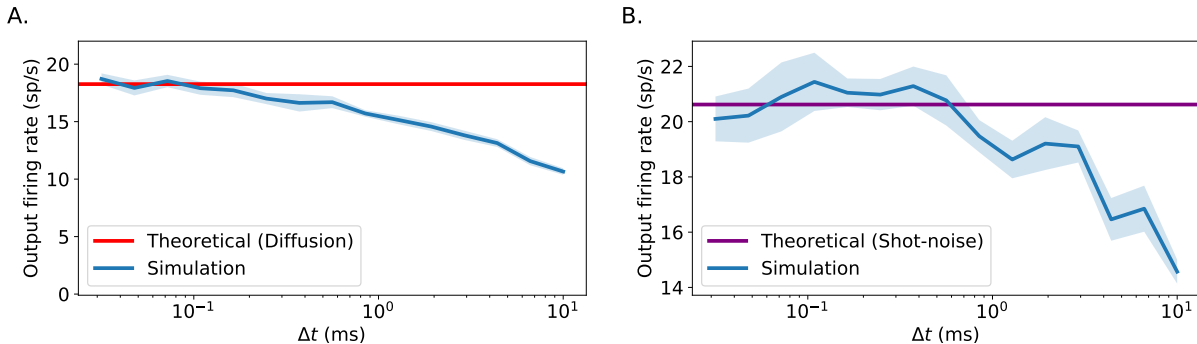 A.
Output firing rate (sp/s)
20
15
10
5
0
Theoretical (Diffusion)
Simulation
10⁻¹
10⁰
10¹
Δt (ms)
B.
Output firing rate (sp/s)
22
20
18
16
14
Theoretical (Shot-noise)
Simulation
10⁻¹
10⁰
10¹
Δt (ms)